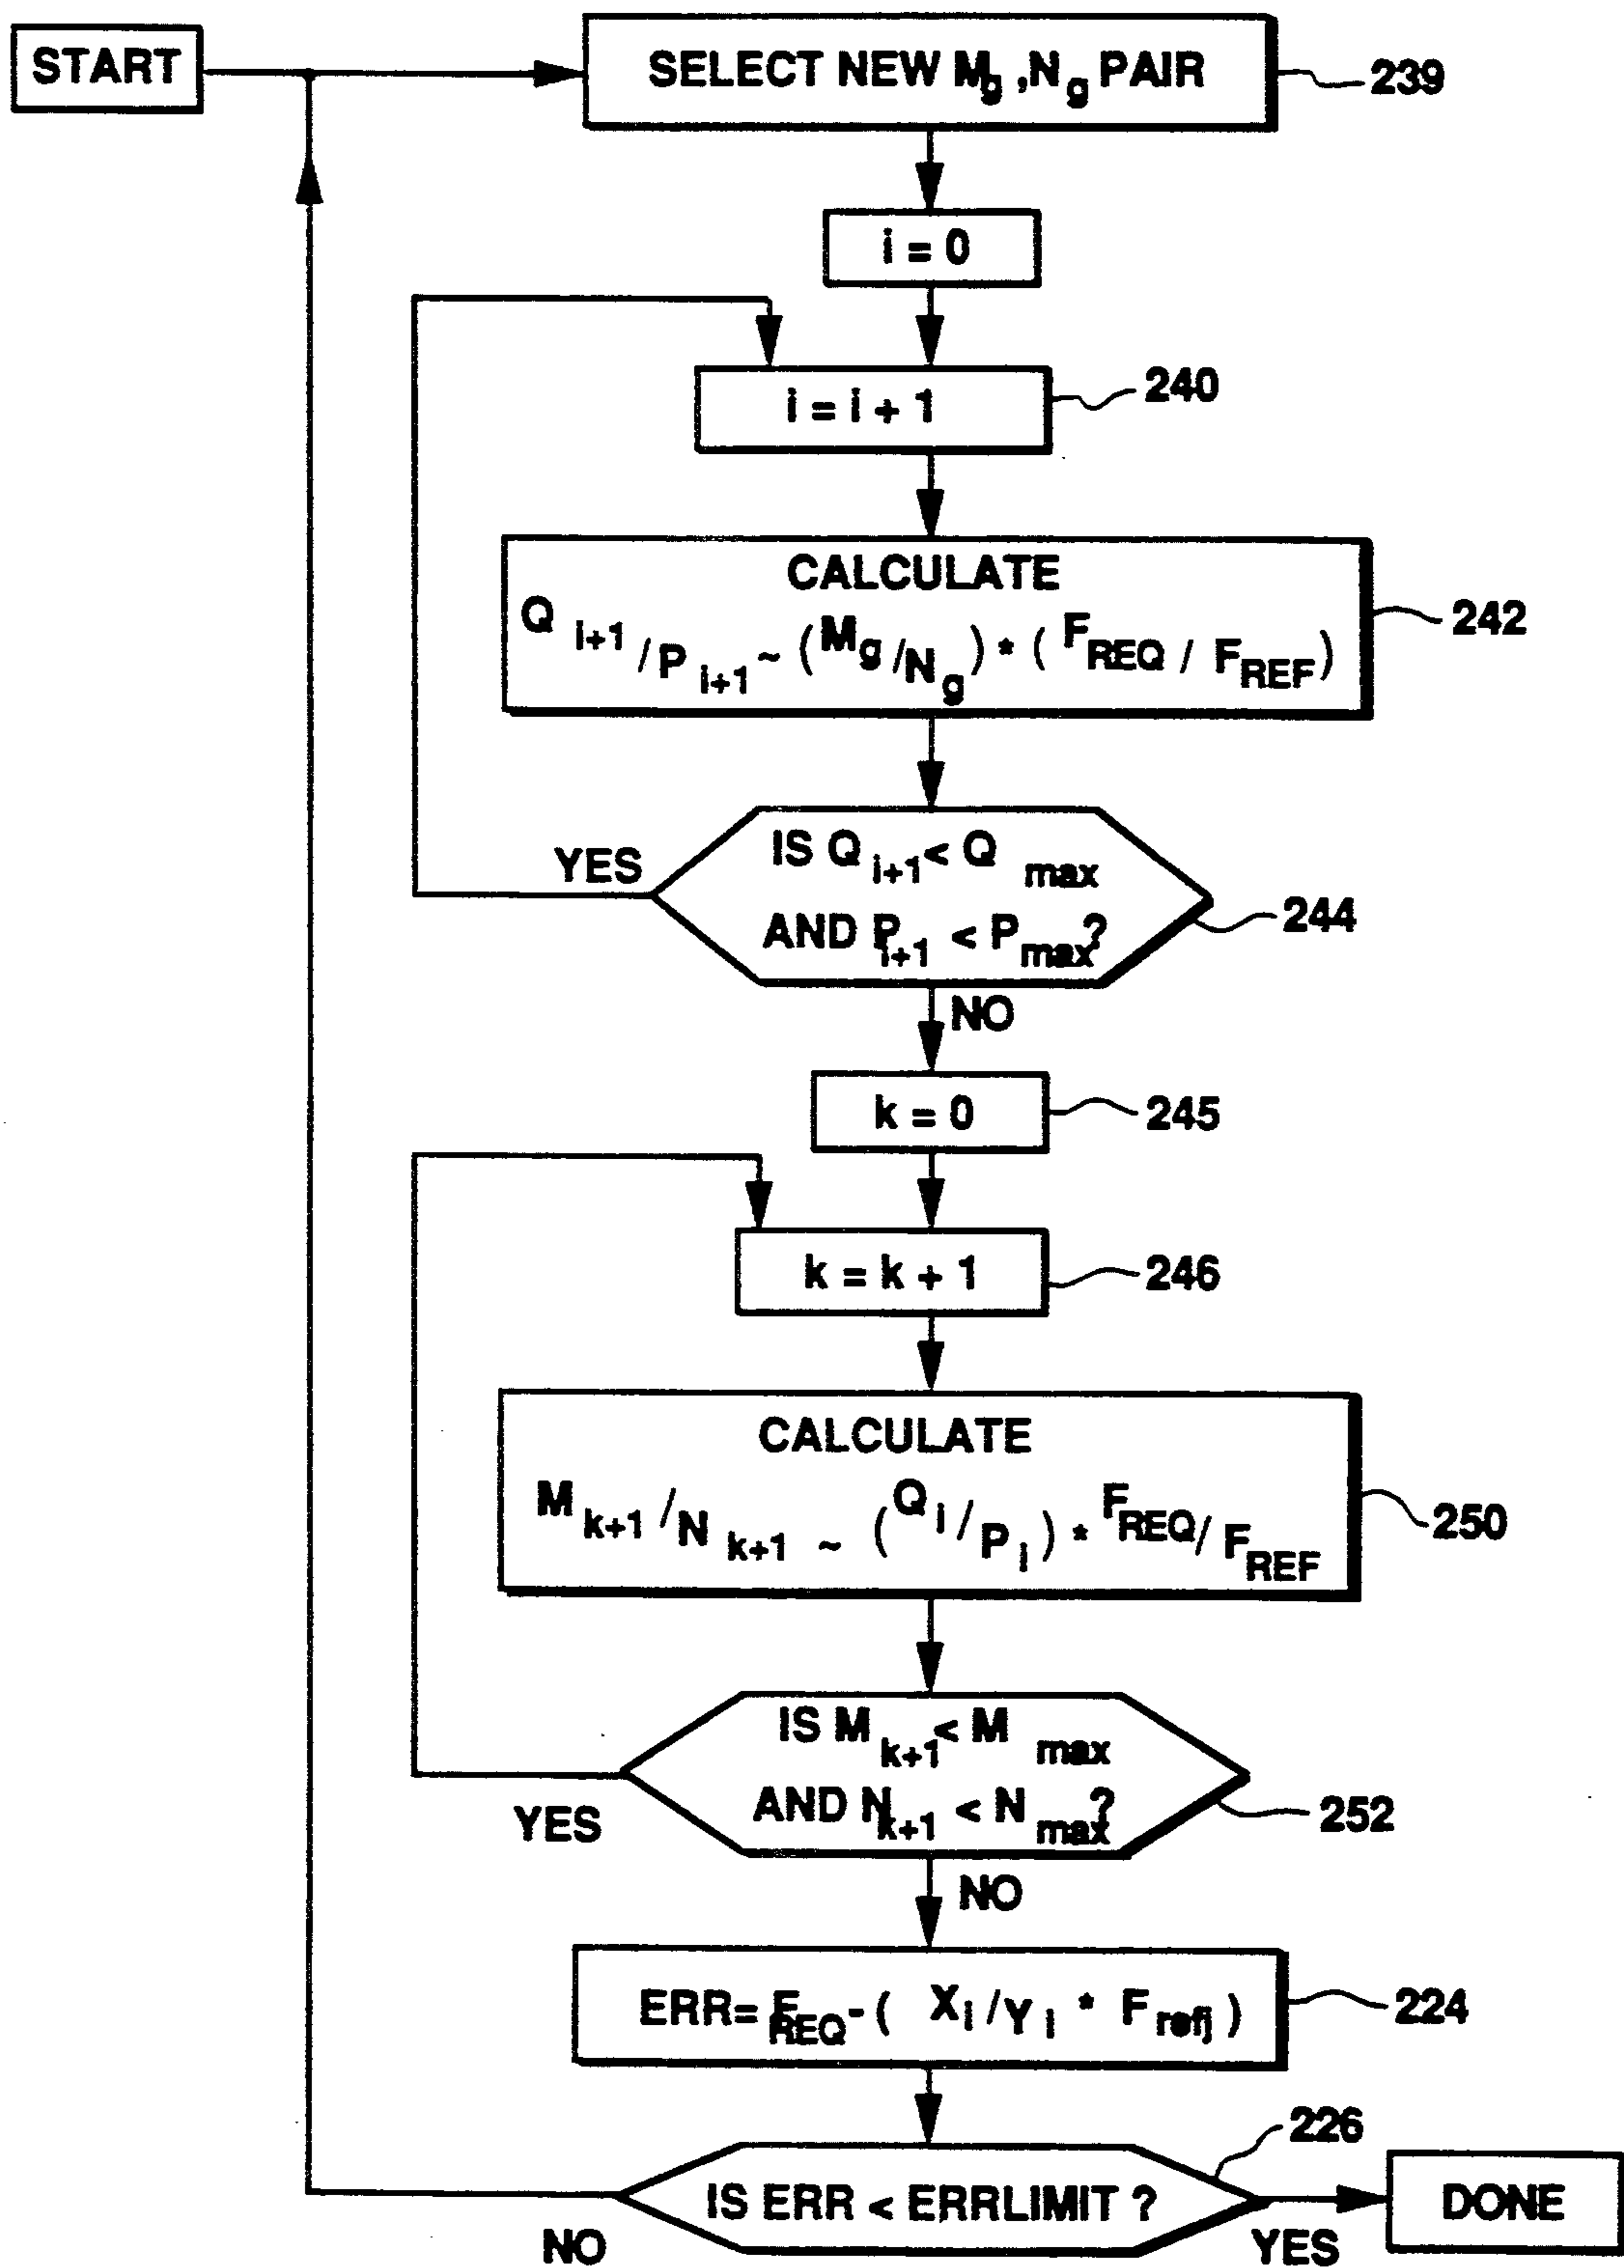 START
SELECT NEW Mg ,Ng PAIR
239
i = 0
i = i + 1
240
CALCULATE
Q i+1 / P i+1 ~ (Mg/Ng) * (FREQ / FREF)
242
IS Q i+1 < Q max
AND P i+1 < P max?
YES
244
NO
k = 0
245
k = k + 1
246
CALCULATE
M k+1 / N k+1 ~ (Q i / P i) * FREQ / FREF
250
IS M k+1 < M max
AND N k+1 < N max?
YES
252
NO
ERR= FREQ - ( X i / Y i * F refj )
224
226
IS ERR < ERRLIMIT ?
NO
YES
DONE